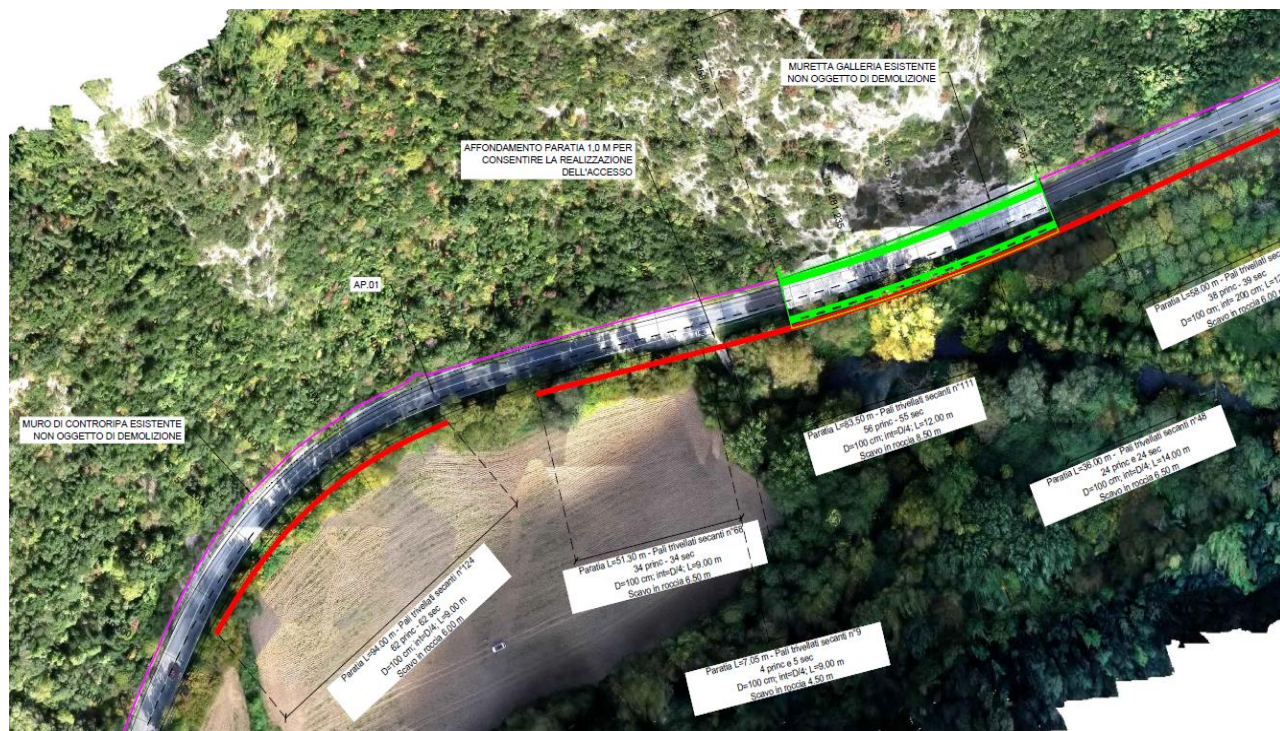 MURETTA GALLERIA ESISTENTE
NON OGGETTO DI DEMOLIZIONE
AFFONDAMENTO PARATIA 1,0 M PER
CONSENTIRE LA REALIZZAZIONE
DELL'ACCESSO
AP.01
MURO DI CONTRORIPA ESISTENTE
NON OGGETTO DI DEMOLIZIONE
Paratia L=58.00 m - Pali trivellati
38 princ - 39 sec
D=100 cm; int= 200 cm;
Scavo in roccia 6.00
Paratia L=83.50 m - Pali trivellati secanti n°111
56 princ - 55 sec
D=100 cm; int=D/4; L=12.00 m
Scavo in roccia 8.50 m
Paratia L=36.00 m - Pali trivellati secanti n°48
24 princ e 24 sec
D=100 cm; int=D/4; L=14.00 m
Scavo in roccia 6.50 m
Paratia L=51.30 m - Pali trivellati secanti n°68
34 princ - 34 sec
D=100 cm; int=D/4; L=9.00 m
Scavo in roccia 6.50 m
Paratia L=94.00 m - Pali trivellati secanti n°124
62 princ - 62 sec
D=100 cm; int=D/4; L=9.00 m
Scavo in roccia 6.00 m
Paratia L=7.05 m - Pali trivellati secanti n°9
4 princ e 5 sec
D=100 cm; int=D/4; L=9.00 m
Scavo in roccia 4.50 m